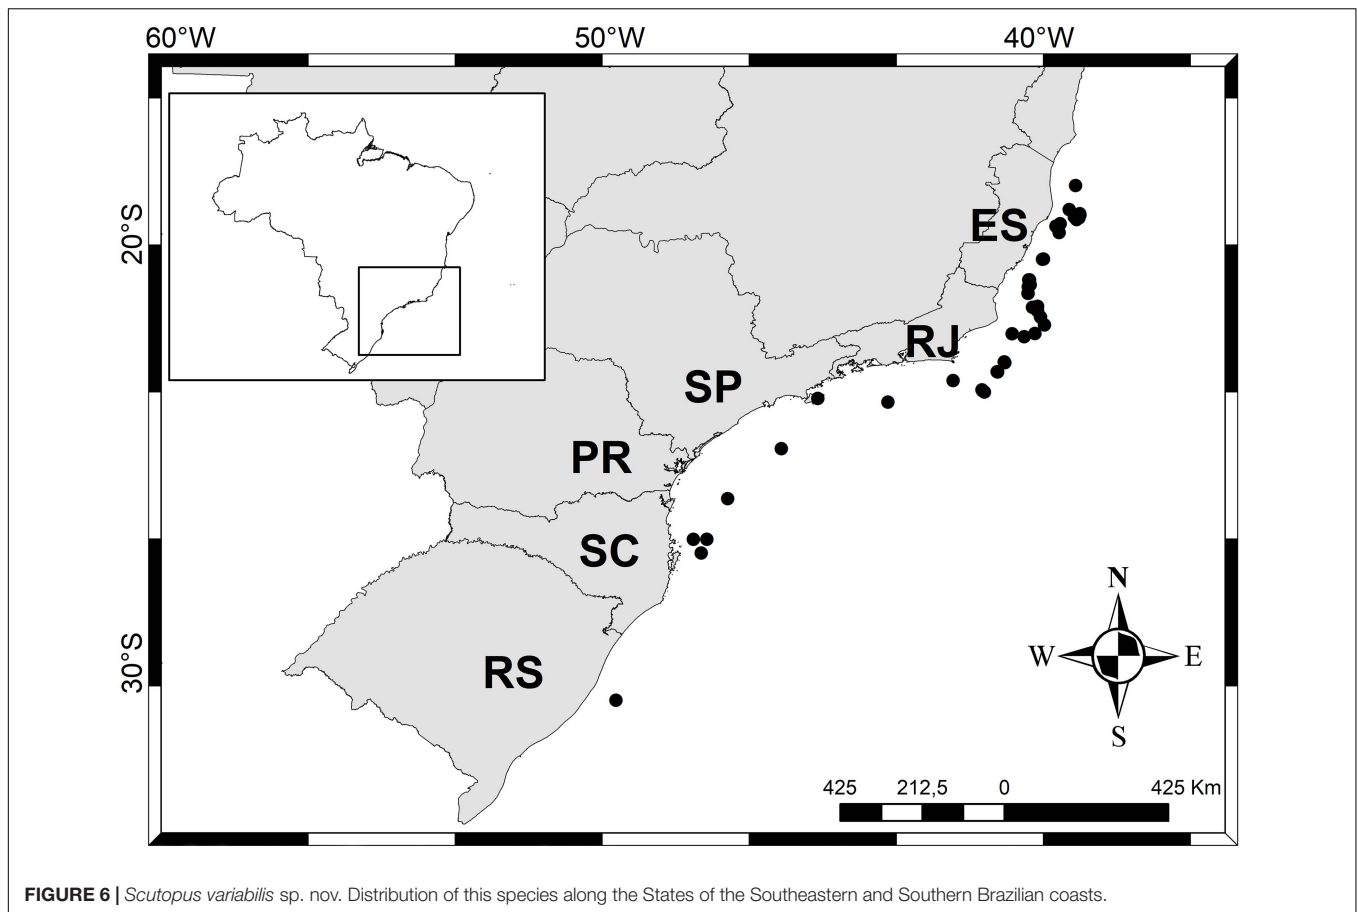 60°W 50°W 40°W
20°S
30°S
ES
RJ
SP
PR
SC
RS
N
W E
S
425 212,5 0 425 Km
FIGURE 6 | Scutopus variabilis sp. nov. Distribution of this species along the States of the Southeastern and Southern Brazilian coasts.